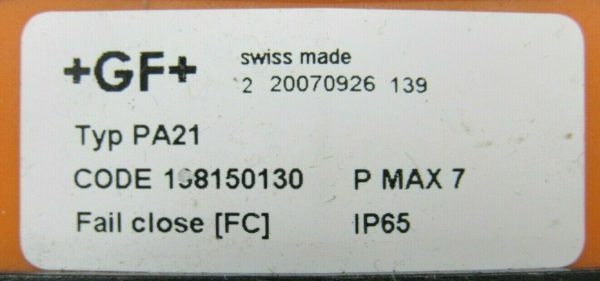 +GF+
swiss made
2 20070926 139
Typ PA21
CODE 198150130 P MAX 7
Fail close [FC] IP65